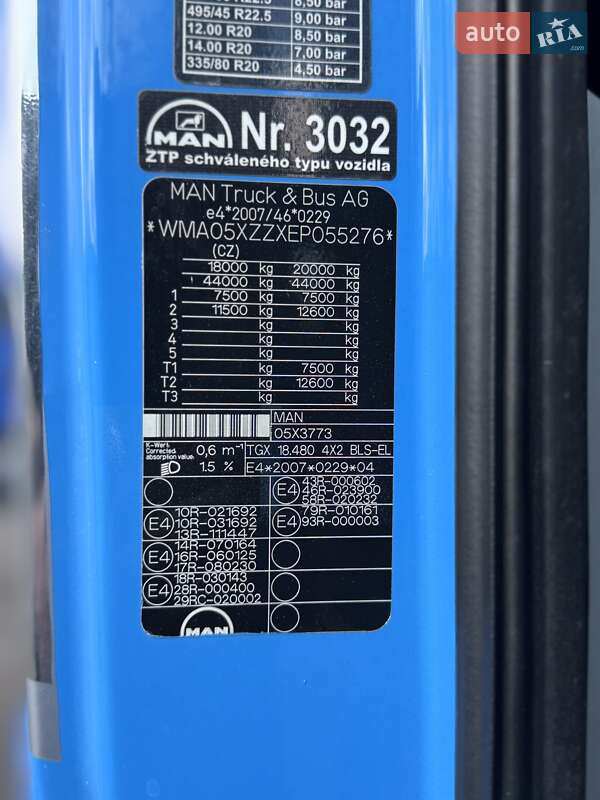 auto RIA .com
495/45 R22.5 9,00 bar
12.00 R20 8,50 bar
14.00 R20 7,00 bar
335/80 R20 4,50 bar
MAN Nr. 3032
ZTP schváleného typu vozidla
MAN Truck & Bus AG
e4*2007/46*0229
*WMA05XZZXEP055276*
(CZ)
18000 kg 20000 kg
44000 kg 44000 kg
1 7500 kg 7500 kg
2 11500 kg 12600 kg
3 kg kg
4 kg kg
5 kg kg
T1 kg 7500 kg
T2 kg 12600 kg
T3 kg kg
MAN
05X3773
K-Wert:
Corrected
absorption value:
0,6 m⁻¹ TGX 18.480 4X2 BLS-EL
1.5 % E4*2007*0229*04
E4 43R-000602
46R-023900
58R-020232
E4 10R-021692
10R-031692
13R-111447
E4 79R-010161
93R-000003
E4 14R-070164
16R-060125
17R-080230
E4 18R-030143
28R-000400
29RC-020002
MAN